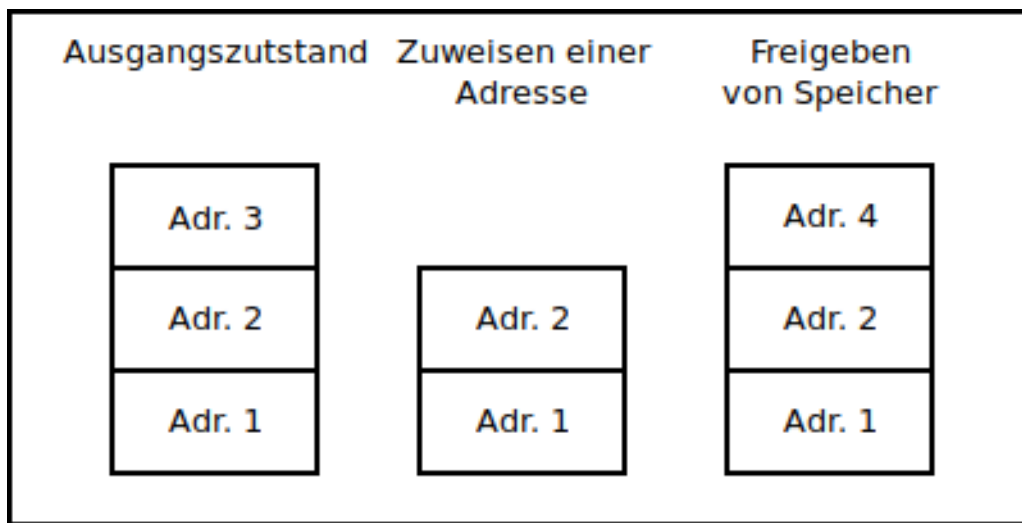 Ausgangszutstand
Zuweisen einer
Adresse
Freigeben
von Speicher
Adr. 3
Adr. 2
Adr. 1
Adr. 2
Adr. 1
Adr. 4
Adr. 2
Adr. 1